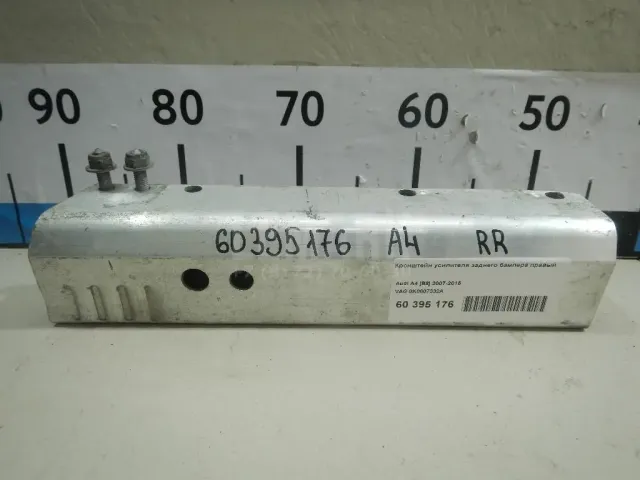 90 80 70 60 50
60395176 A4 RR
Кронштейн усилителя заднего бампера правый
Audi A4 [B8] 2007-2015
VAG 8K0807332A
60 395 176